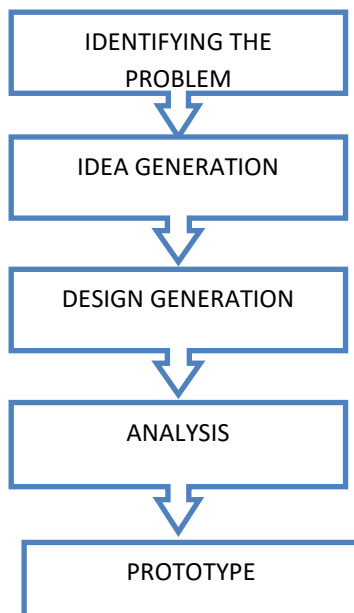 IDENTIFYING THE
PROBLEM
IDEA GENERATION
DESIGN GENERATION
ANALYSIS
PROTOTYPE